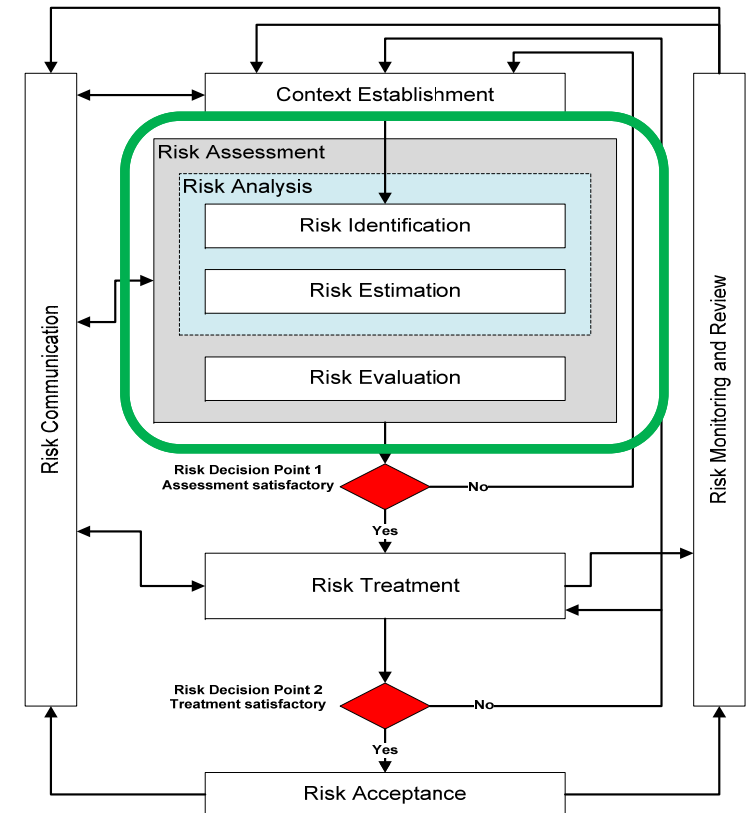 Context Establishment
Risk Assessment
Risk Analysis
Risk Identification
Risk Estimation
Risk Evaluation
Risk Communication
Risk Monitoring and Review
Risk Decision Point 1
Assessment satisfactory
No
Yes
Risk Treatment
Risk Decision Point 2
Treatment satisfactory
No
Yes
Risk Acceptance